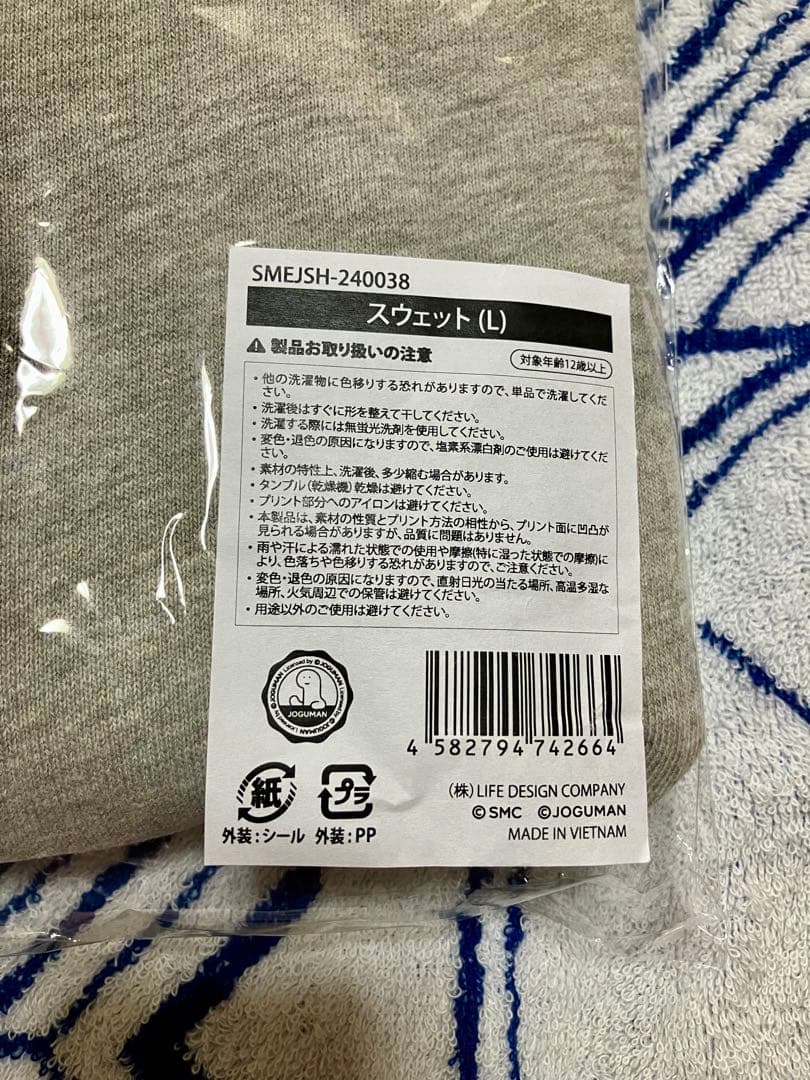 SMEJSH-240038
スウェット(L)
⚠製品お取り扱いの注意
対象年齢12歳以上
・他の洗濯物に色移りする恐れがありますので、単品で洗濯してくだ
さい。
・洗濯後はすぐに形を整えて干してください。
・洗濯する際には無蛍光洗剤を使用してください。
・変色・退色の原因になりますので、塩素系漂白剤のご使用は避けてくだ
さい。
・素材の特性上、洗濯後、多少縮む場合があります。
・タンブル(乾燥機)乾燥は避けてください。
・プリント部分へのアイロンは避けてください。
・本製品は、素材の性質とプリント方法の相性から、プリント面に凹凸が
見られる場合がありますが、品質に問題はありません。
・雨や汗による濡れた状態での使用や摩擦(特に湿った状態での摩擦)に
より、色落ちや色移りする恐れがありますので、ご注意ください。
・変色・退色の原因になりますので、直射日光の当たる場所、高温多湿な
場所、火気周辺での保管は避けてください。
・用途以外のご使用は避けてください。
Licensed by ©JOGUMAN
JOGUMAN
4 582794 742664
紙
プラ
外装:シール 外装:PP
(株)LIFE DESIGN COMPANY
©SMC ©JOGUMAN
MADE IN VIETNAM